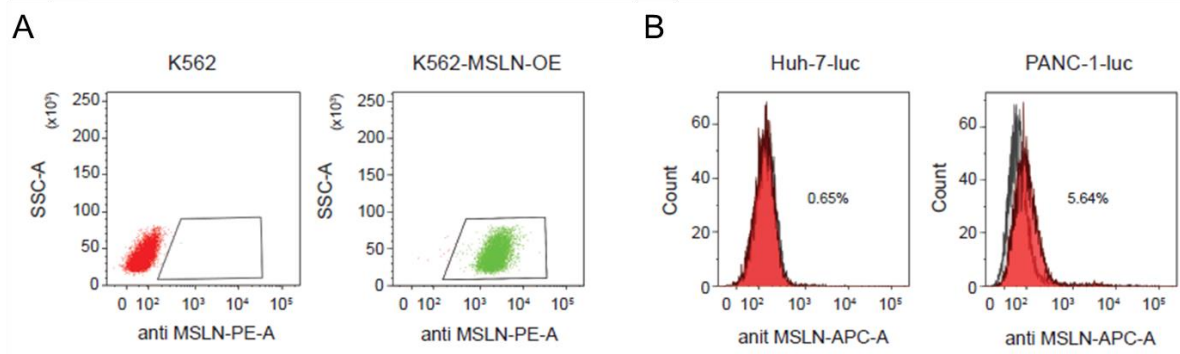 A
B
K562
K562-MSLN-OE
Huh-7-luc
PANC-1-luc
(x10³)
SSC-A
250
200
150
100
50
0
0 10² 10³ 10⁴ 10⁵
anti MSLN-PE-A
(x10³)
SSC-A
250
200
150
100
50
0
0 10² 10³ 10⁴ 10⁵
anti MSLN-PE-A
Count
60
40
20
0
0.65%
0 10² 10³ 10⁴ 10⁵
anit MSLN-APC-A
Count
60
40
20
0
5.64%
0 10² 10³ 10⁴ 10⁵
anti MSLN-APC-A